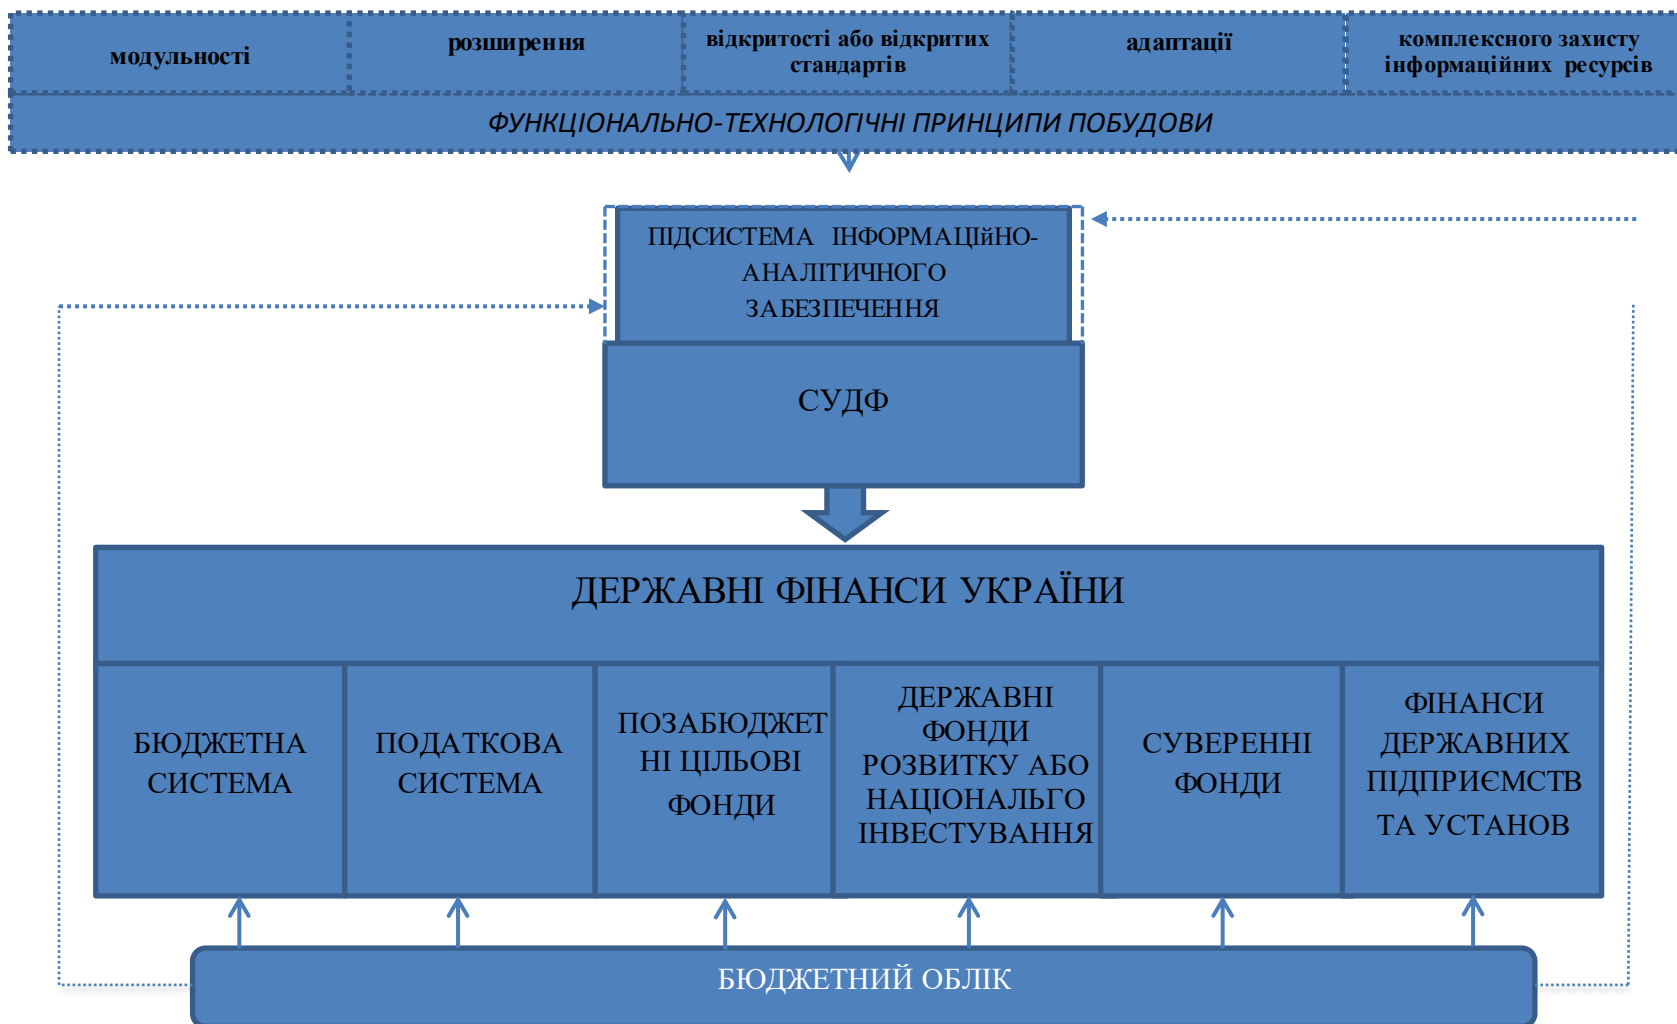 модульності
розширення
відкритості або відкритих
стандартів
адаптації
комплексного захисту
інформаційних ресурсів
ФУНКЦІОНАЛЬНО-ТЕХНОЛОГІЧНІ ПРИНЦИПИ ПОБУДОВИ
ПІДСИСТЕМА ІНФОРМАЦІйНО-
АНАЛІТИЧНОГО
ЗАБЕЗПЕЧЕННЯ
СУДФ
ДЕРЖАВНІ ФІНАНСИ УКРАЇНИ
БЮДЖЕТНА
СИСТЕМА
ПОДАТКОВА
СИСТЕМА
ПОЗАБЮДЖЕТ
НІ ЦІЛЬОВІ
ФОНДИ
ДЕРЖАВНІ
ФОНДИ
РОЗВИТКУ АБО
НАЦІОНАЛЬГО
ІНВЕСТУВАННЯ
СУВЕРЕННІ
ФОНДИ
ФІНАНСИ
ДЕРЖАВНИХ
ПІДПРИЄМСТВ
ТА УСТАНОВ
БЮДЖЕТНИЙ ОБЛІК